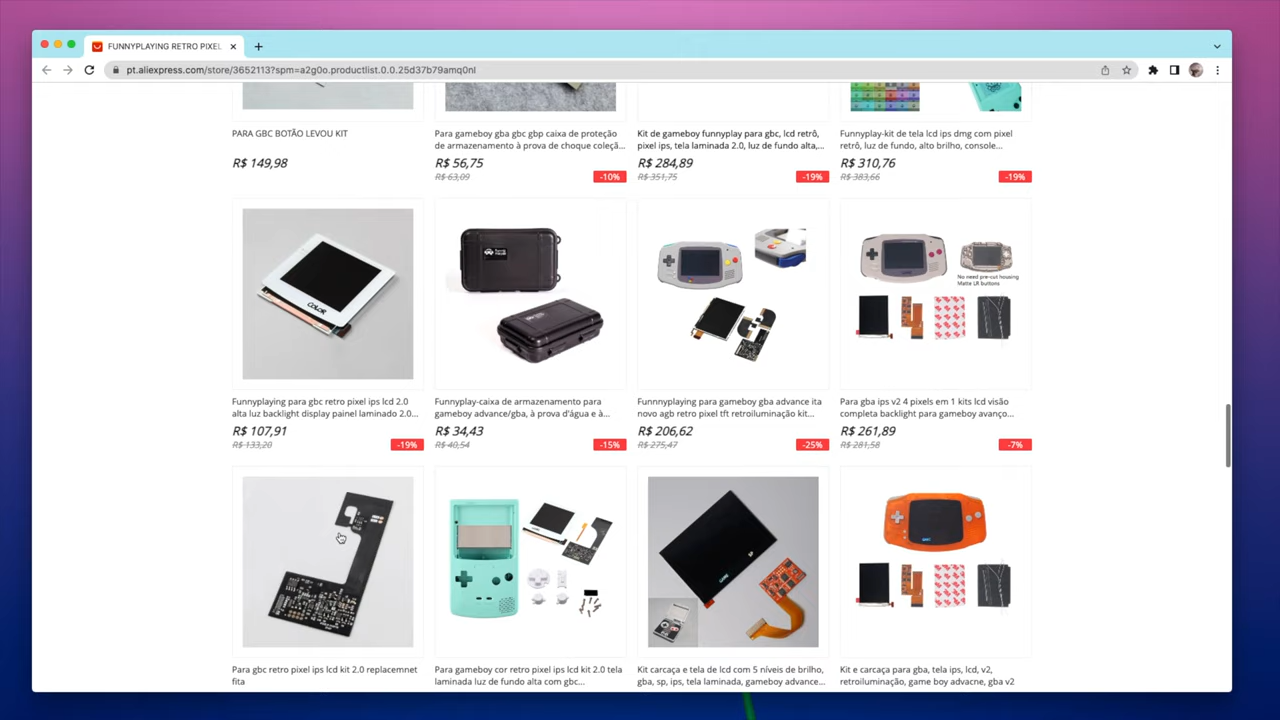 FUNNYPLAYING RETRO PIXEL
pt.aliexpress.com/store/3652113?spm=a2g0o.productlist.0.0.25d37b79amq0nl
PARA GBC BOTÃO LEVOU KIT
R$ 149,98
Para gameboy gba gbc gbp caixa de proteção
de armazenamento à prova de choque coleçã...
R$ 56,75
R$ 63,09
-10%
Kit de gameboy funnyplay para gbc, lcd retrô,
pixel ips, tela laminada 2.0, luz de fundo alta,...
R$ 284,89
R$ 351,75
-19%
Funnyplay-kit de tela lcd ips dmg com pixel
retrô, luz de fundo, alto brilho, console...
R$ 310,76
R$ 383,66
-19%
COLOR
Funnyplaying para gbc retro pixel ips lcd 2.0
alta luz backlight display painel laminado 2.0...
R$ 107,91
R$ 133,20
-19%
Funnyplay-caixa de armazenamento para
gameboy advance/gba, à prova d'água e à...
R$ 34,43
R$ 40,54
-15%
Funnnyplaying para gameboy gba advance ita
novo agb retro pixel tft retroiluminação kit...
R$ 206,62
R$ 275,47
-25%
No need pre-cut housing
Matte LR buttons
Para gba ips v2 4 pixels em 1 kits lcd visão
completa backlight para gameboy avanço...
R$ 261,89
R$ 281,58
-7%
Para gbc retro pixel ips lcd kit 2.0 replacemnet
fita
Para gameboy cor retro pixel ips lcd kit 2.0 tela
laminada luz de fundo alta com gbc...
Kit carcaça e tela de lcd com 5 níveis de brilho,
gba, sp, ips, tela laminada, gameboy advance...
Kit e carcaça para gba, tela ips, lcd, v2,
retroiluminação, game boy advacne, gba v2